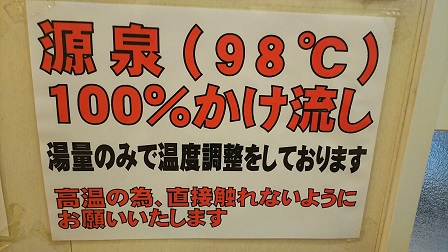 源泉(98℃)
100%かけ流し
湯量のみで温度調整をしております
高温の為、直接触れないように
お願いいたします